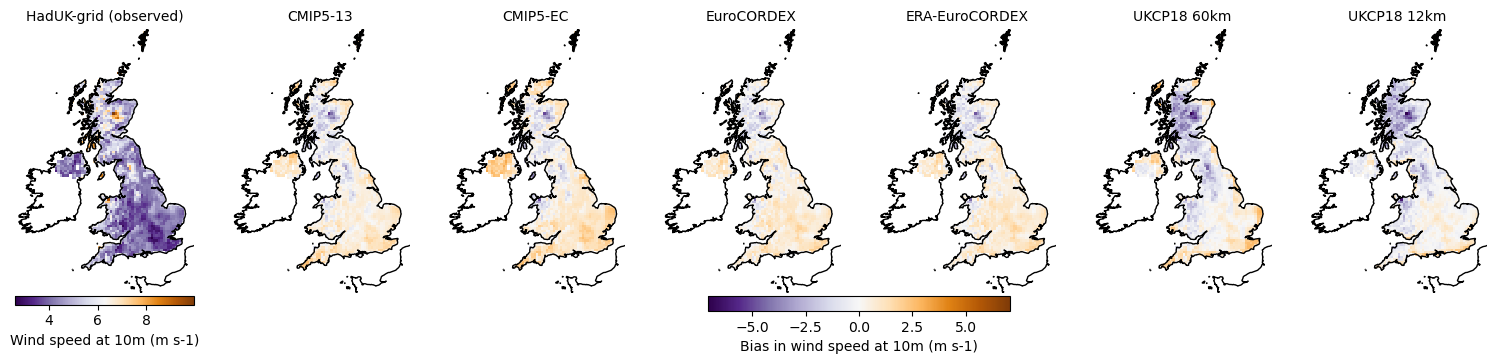 HadUK-grid (observed)
CMIP5-13
CMIP5-EC
EuroCORDEX
ERA-EuroCORDEX
UKCP18 60km
UKCP18 12km
4 6 8
Wind speed at 10m (m s-1)
−5.0 −2.5 0.0 2.5 5.0
Bias in wind speed at 10m (m s-1)